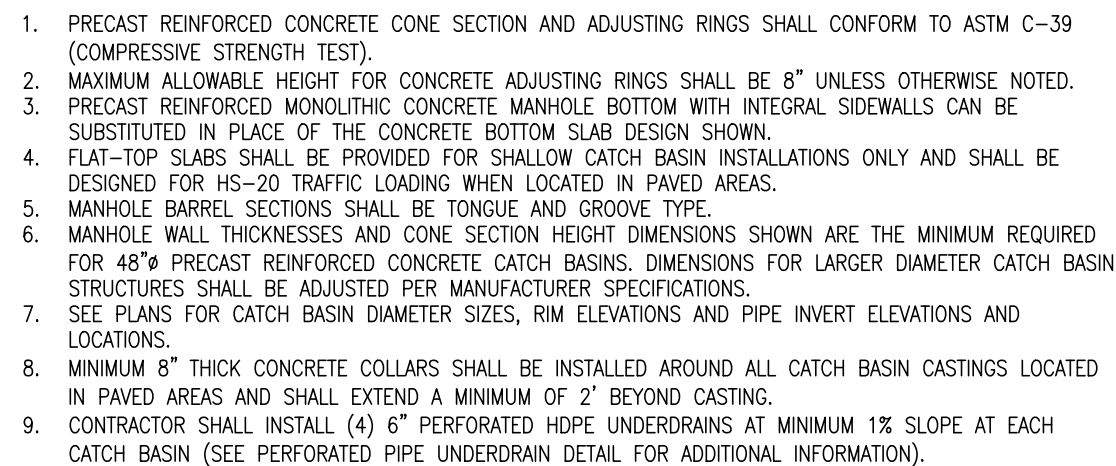 1. PRECAST REINFORCED CONCRETE CONE SECTION AND ADJUSTING RINGS SHALL CONFORM TO ASTM C-39
(COMPRESSIVE STRENGTH TEST).
2. MAXIMUM ALLOWABLE HEIGHT FOR CONCRETE ADJUSTING RINGS SHALL BE 8" UNLESS OTHERWISE NOTED.
3. PRECAST REINFORCED MONOLITHIC CONCRETE MANHOLE BOTTOM WITH INTEGRAL SIDEWALLS CAN BE
SUBSTITUTED IN PLACE OF THE CONCRETE BOTTOM SLAB DESIGN SHOWN.
4. FLAT-TOP SLABS SHALL BE PROVIDED FOR SHALLOW CATCH BASIN INSTALLATIONS ONLY AND SHALL BE
DESIGNED FOR HS-20 TRAFFIC LOADING WHEN LOCATED IN PAVED AREAS.
5. MANHOLE BARREL SECTIONS SHALL BE TONGUE AND GROOVE TYPE.
6. MANHOLE WALL THICKNESSES AND CONE SECTION HEIGHT DIMENSIONS SHOWN ARE THE MINIMUM REQUIRED
FOR 48"ø PRECAST REINFORCED CONCRETE CATCH BASINS. DIMENSIONS FOR LARGER DIAMETER CATCH BASIN
STRUCTURES SHALL BE ADJUSTED PER MANUFACTURER SPECIFICATIONS.
7. SEE PLANS FOR CATCH BASIN DIAMETER SIZES, RIM ELEVATIONS AND PIPE INVERT ELEVATIONS AND
LOCATIONS.
8. MINIMUM 8" THICK CONCRETE COLLARS SHALL BE INSTALLED AROUND ALL CATCH BASIN CASTINGS LOCATED
IN PAVED AREAS AND SHALL EXTEND A MINIMUM OF 2' BEYOND CASTING.
9. CONTRACTOR SHALL INSTALL (4) 6" PERFORATED HDPE UNDERDRAINS AT MINIMUM 1% SLOPE AT EACH
CATCH BASIN (SEE PERFORATED PIPE UNDERDRAIN DETAIL FOR ADDITIONAL INFORMATION).